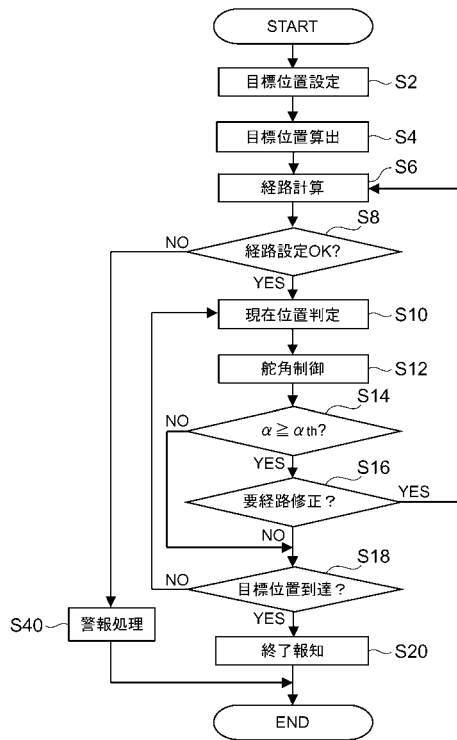 START
目標位置設定 S2
目標位置算出 S4
S6
経路計算
S8
NO 経路設定OK?
YES
現在位置判定 S10
舵角制御 S12
S14
NO α≧αth?
YES S16
要経路修正? YES
NO
S18
NO 目標位置到達?
YES
S40 警報処理
終了報知 S20
END